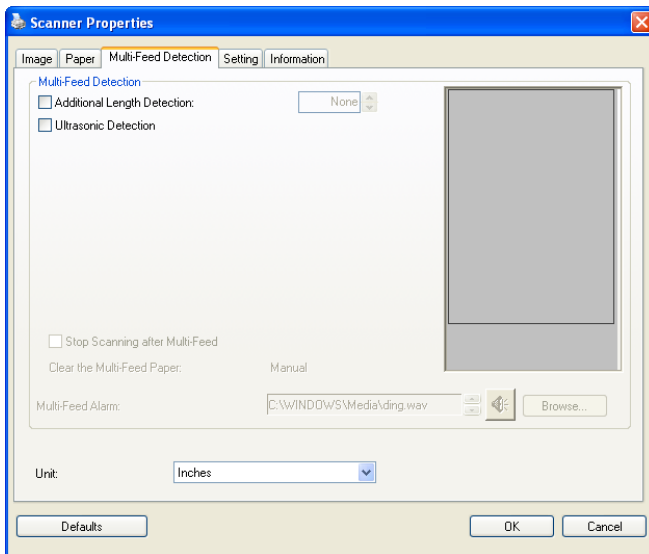 Scanner Properties
Image Paper Multi-Feed Detection Setting Information
Multi-Feed Detection
Additional Length Detection: None
Ultrasonic Detection
Stop Scanning after Multi-Feed
Clear the Multi-Feed Paper: Manual
Multi-Feed Alarm: C:\WINDOWS\Media\ding.wav Browse...
Unit: Inches
Defaults OK Cancel